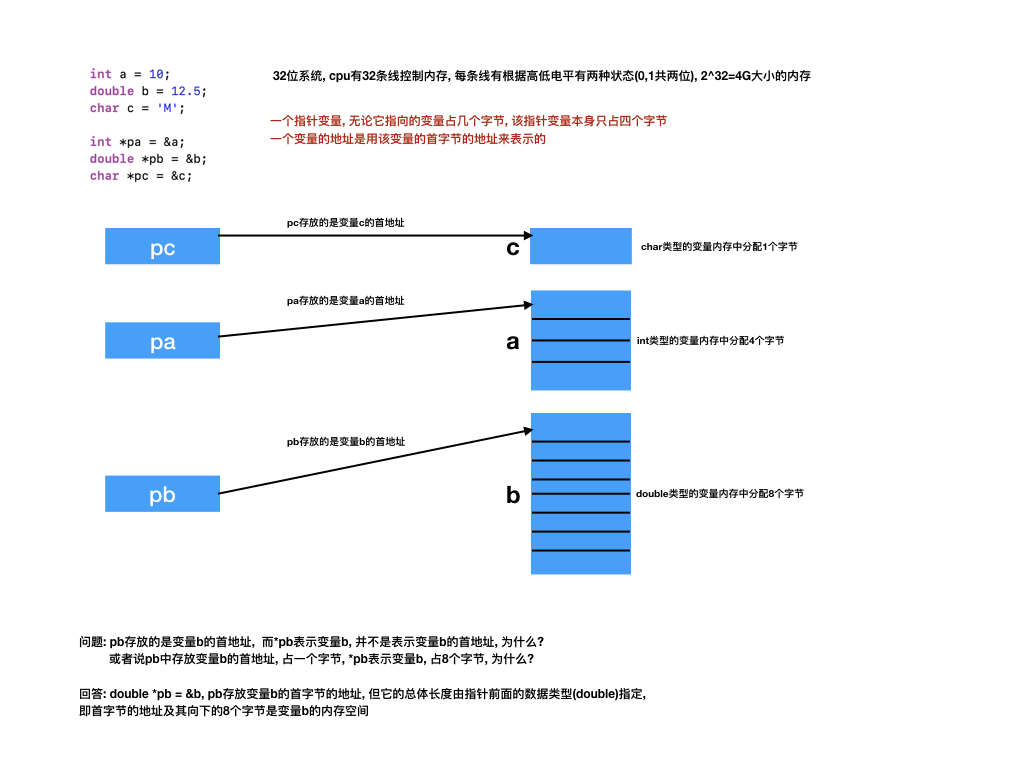 int a = 10;
double b = 12.5;
char c = 'M';
int *pa = &a;
double *pb = &b;
char *pc = &c;
32位系统, cpu有32条线控制内存, 每条线有根据高低电平有两种状态(0,1共两位), 2^32=4G大小的内存
一个指针变量, 无论它指向的变量占几个字节, 该指针变量本身只占四个字节
一个变量的地址是用该变量的首字节的地址来表示的
pc存放的是变量c的首地址
pc
c
char类型的变量内存中分配1个字节
pa存放的是变量a的首地址
pa
a
int类型的变量内存中分配4个字节
pb存放的是变量b的首地址
pb
b
double类型的变量内存中分配8个字节
问题: pb存放的是变量b的首地址, 而*pb表示变量b, 并不是表示变量b的首地址, 为什么?
或者说pb中存放变量b的首地址, 占一个字节, *pb表示变量b, 占8个字节, 为什么?
回答: double *pb = &b, pb存放变量b的首字节的地址, 但它的总体长度由指针前面的数据类型(double)指定,
即首字节的地址及其向下的8个字节是变量b的内存空间